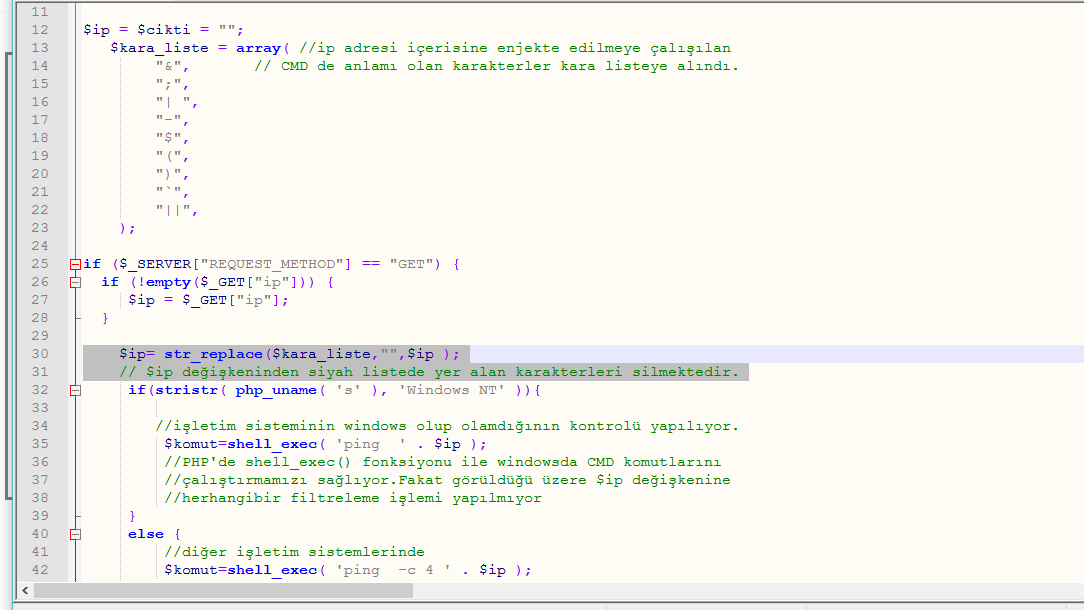 11
12 $ip = $cikti = "";
13 $kara_liste = array( //ip adresi içerisine enjekte edilmeye çalışılan
14 "&", // CMD de anlamı olan karakterler kara listeye alındı.
15 ";",
16 "| ",
17 "-",
18 "$",
19 "(",
20 ")",
21 "`",
22 "||",
23 );
24
25 if ($_SERVER["REQUEST_METHOD"] == "GET") {
26 if (!empty($_GET["ip"])) {
27 $ip = $_GET["ip"];
28 }
29
30 $ip= str_replace($kara_liste,"",$ip );
31 // $ip değişkeninden siyah listede yer alan karakterleri silmektedir.
32 if(stristr( php_uname( 's' ), 'Windows NT' )){
33
34 //işletim sisteminin windows olup olamdığının kontrolü yapılıyor.
35 $komut=shell_exec( 'ping  ' . $ip );
36 //PHP'de shell_exec() fonksiyonu ile windowsda CMD komutlarını
37 //çalıştırmamızı sağlıyor.Fakat görüldüğü üzere $ip değişkenine
38 //herhangibir filtreleme işlemi yapılmıyor
39 }
40 else {
41 //diğer işletim sistemlerinde
42 $komut=shell_exec( 'ping  -c 4 ' . $ip );